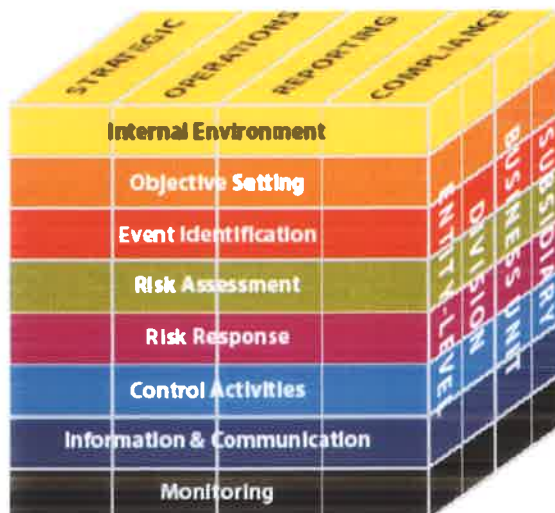 STRATEGIC
OPERATIONS
REPORTING
COMPLIANCE
Internal Environment
Objective Setting
Event Identification
Risk Assessment
Risk Response
Control Activities
Information & Communication
Monitoring
ENTITY-LEVEL
DIVISION
BUSINESS UNIT
SUBSIDIARY